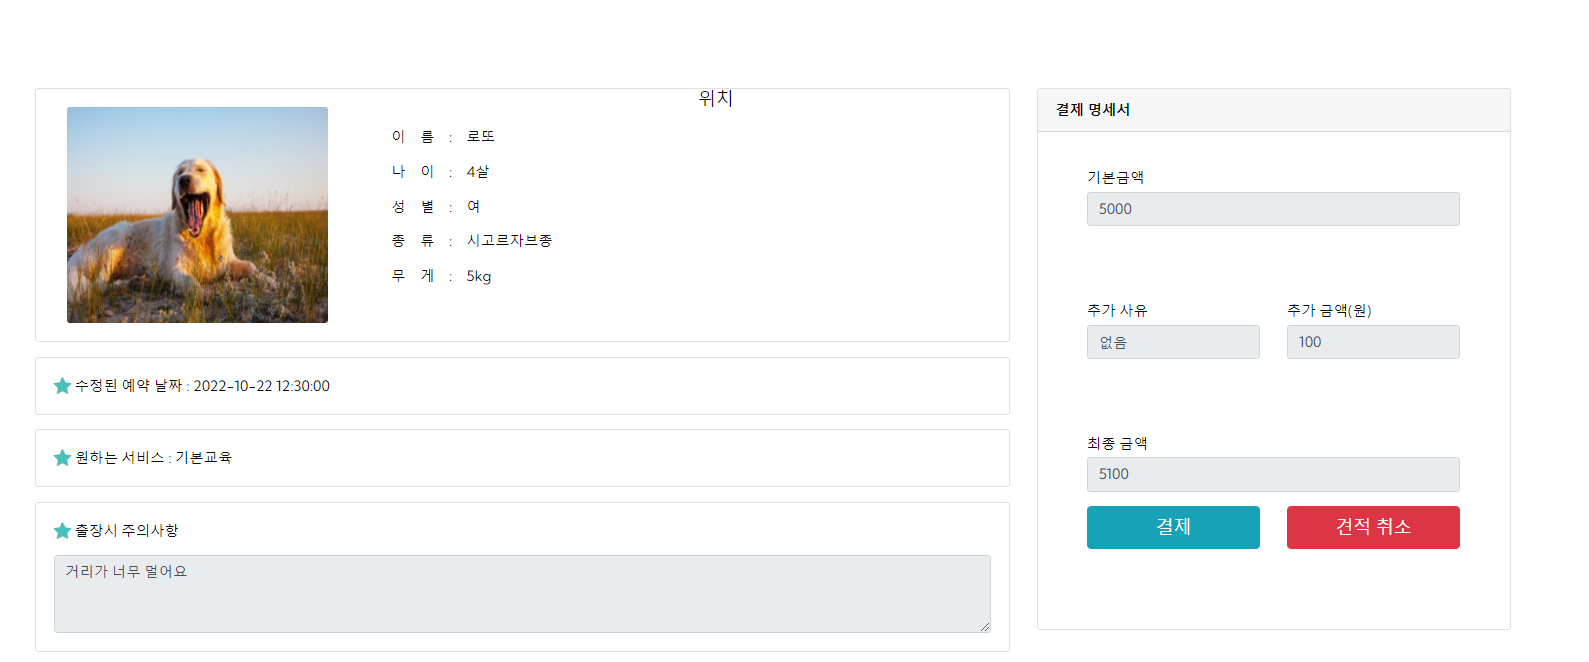 위치
이 름 : 로또
나 이 : 4살
성 별 : 여
종 류 : 시고르자브종
무 게 : 5kg
수정된 예약 날짜 : 2022-10-22 12:30:00
원하는 서비스 : 기본교육
출장시 주의사항
거리가 너무 멀어요
결제 명세서
기본금액
5000
추가 사유 추가 금액(원)
없음 100
최종 금액
5100
결제 견적 취소